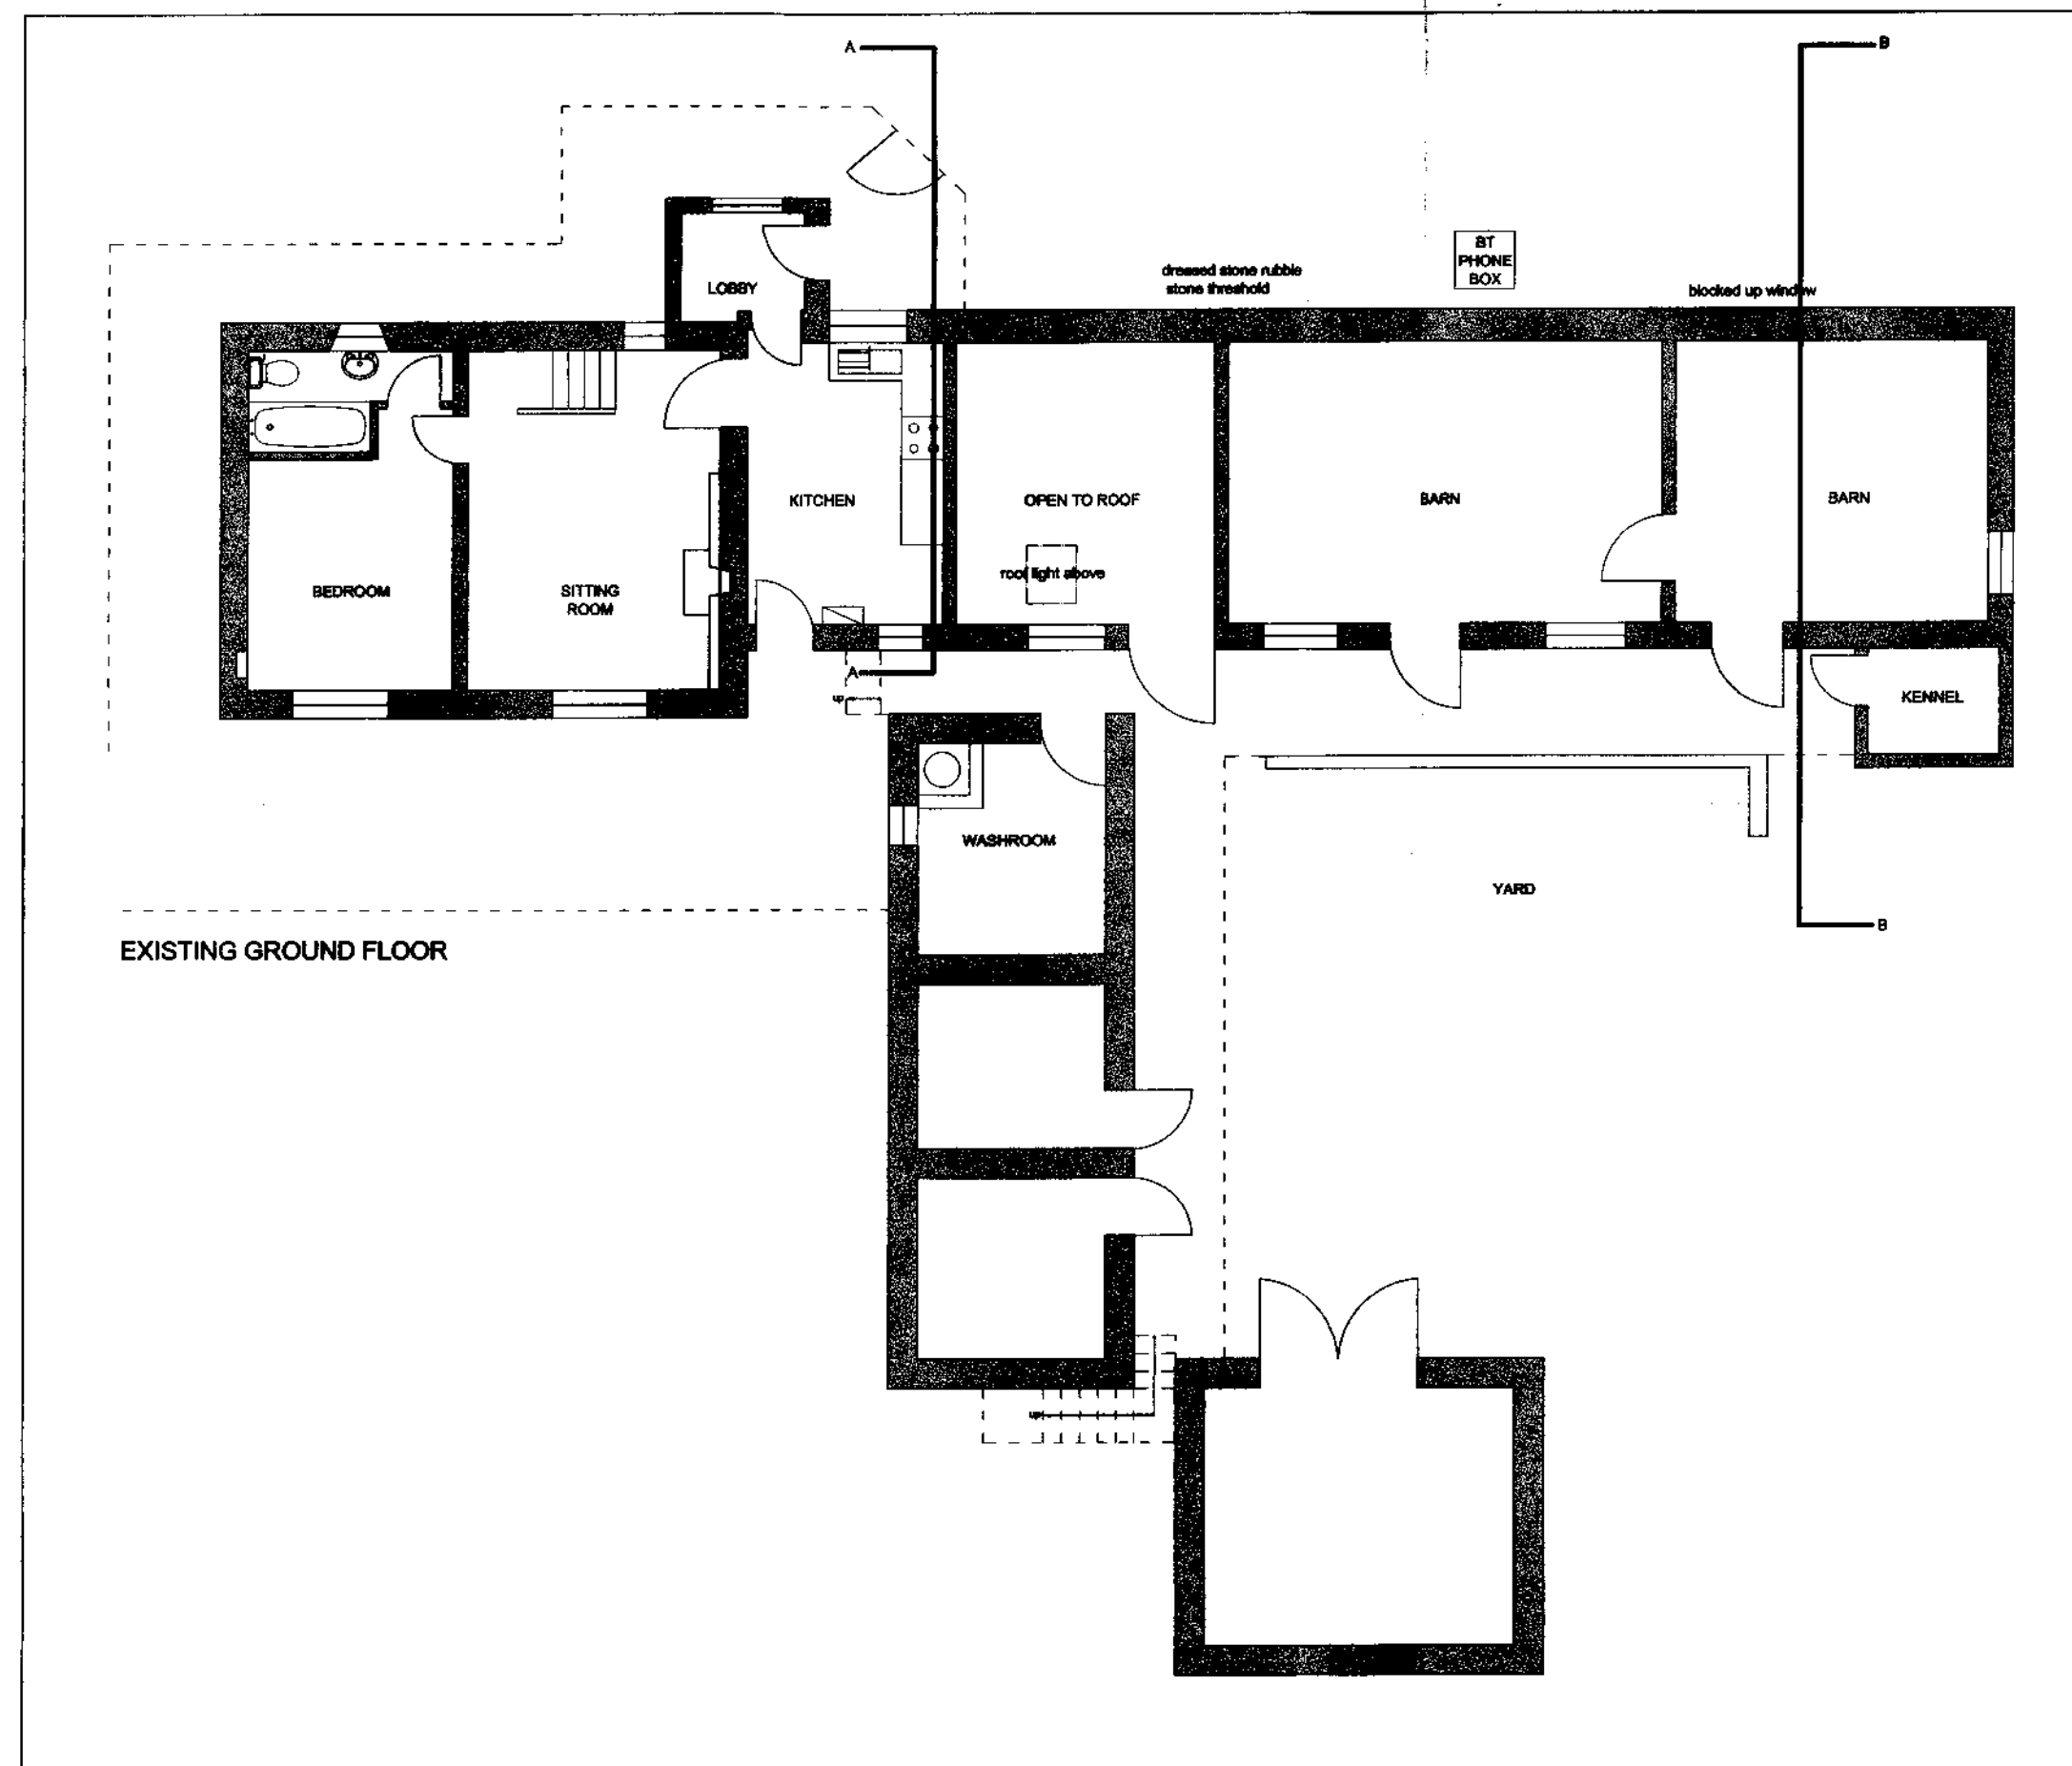 A
B
BT
PHONE
BOX
dressed stone rubble
stone threshold
LOBBY
blocked up window
KITCHEN
OPEN TO ROOF
BARN
BARN
roof light above
BEDROOM
SITTING
ROOM
A
up
KENNEL
WASHROOM
YARD
B
EXISTING GROUND FLOOR
up